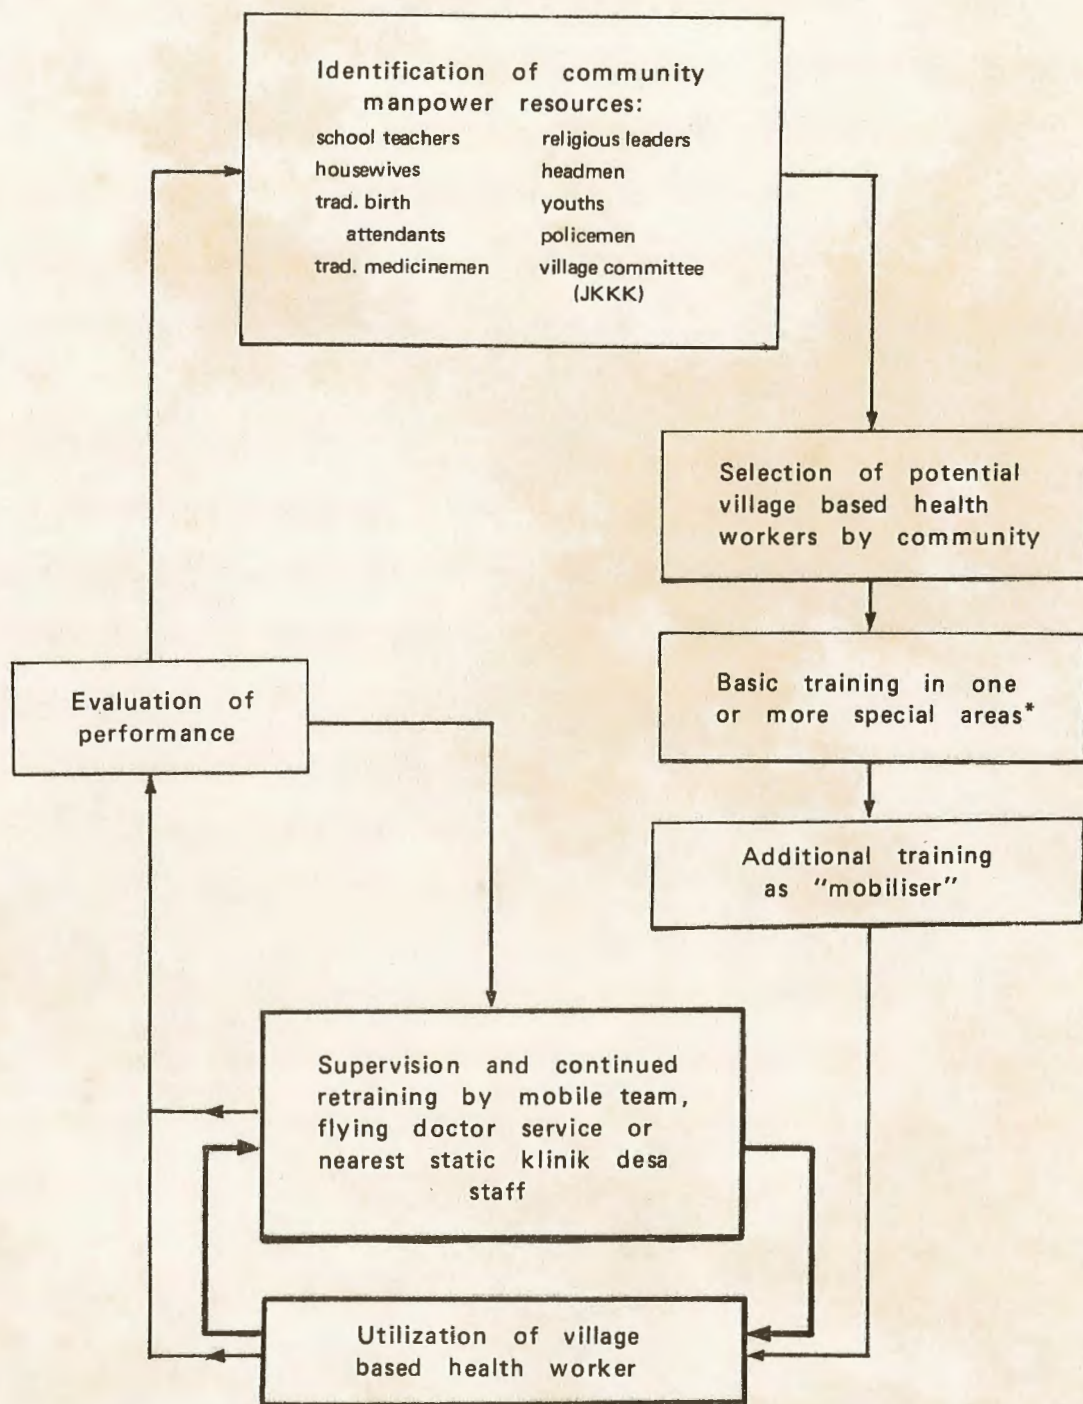 Identification of community
manpower resources:
school teachers
housewives
trad. birth
attendants
trad. medicinemen
religious leaders
headmen
youths
policemen
village committee
(JKKK)
Selection of potential
village based health
workers by community
Basic training in one
or more special areas*
Additional training
as "mobiliser"
Evaluation of
performance
Supervision and continued
retraining by mobile team,
flying doctor service or
nearest static klinik desa
staff
Utilization of village
based health worker